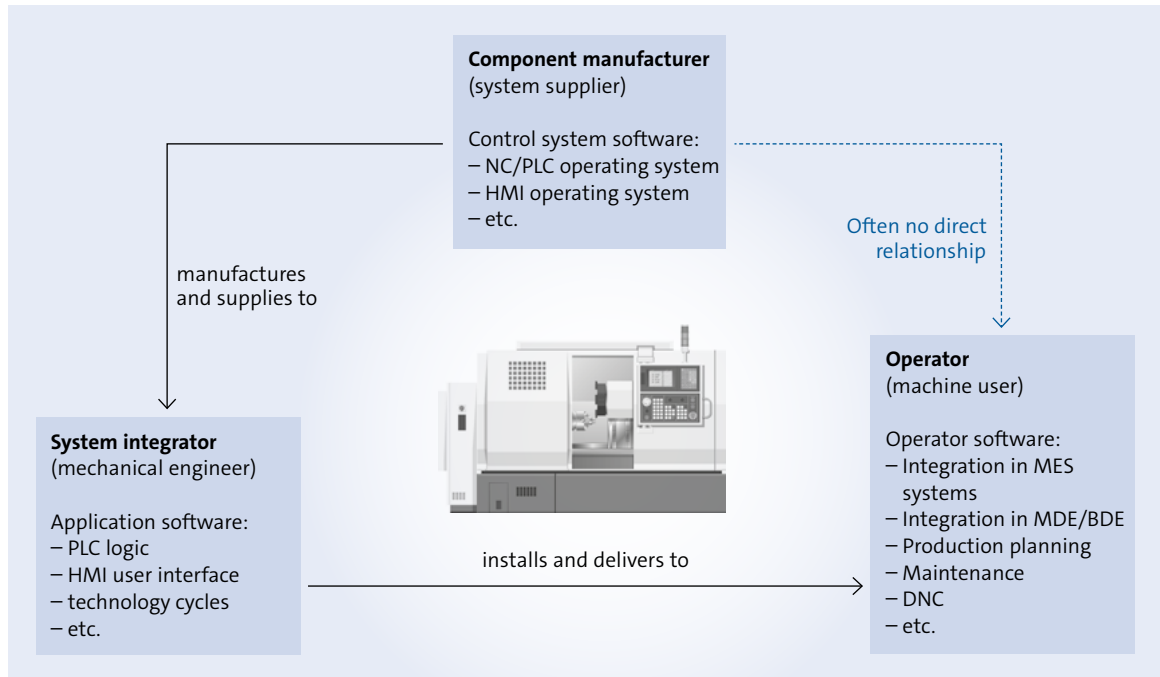 Component manufacturer
(system supplier)
Control system software:
– NC/PLC operating system
– HMI operating system
– etc.
Often no direct
relationship
manufactures
and supplies to
Operator
(machine user)
Operator software:
– Integration in MES
systems
– Integration in MDE/BDE
– Production planning
– Maintenance
– DNC
– etc.
System integrator
(mechanical engineer)
Application software:
– PLC logic
– HMI user interface
– technology cycles
– etc.
installs and delivers to